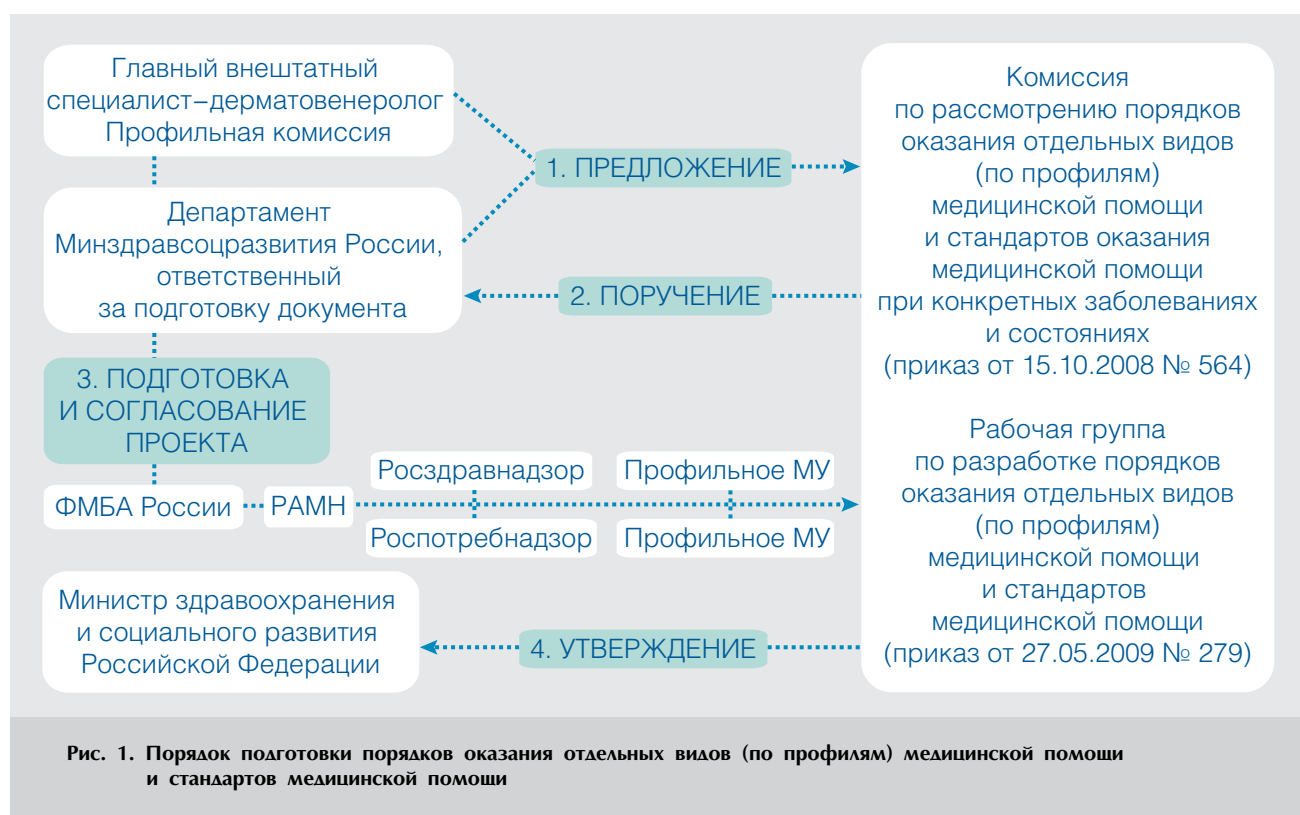 Главный внештатный
специалист–дерматовенеролог
Профильная комиссия
1. ПРЕДЛОЖЕНИЕ
Департамент
Минздравсоцразвития России,
ответственный
за подготовку документа
2. ПОРУЧЕНИЕ
3. ПОДГОТОВКА
И СОГЛАСОВАНИЕ
ПРОЕКТА
ФМБА России
РАМН
Росздравнадзор
Профильное МУ
Роспотребнадзор
Профильное МУ
Министр здравоохранения
и социального развития
Российской Федерации
4. УТВЕРЖДЕНИЕ
Комиссия
по рассмотрению порядков
оказания отдельных видов
(по профилям)
медицинской помощи
и стандартов оказания
медицинской помощи
при конкретных заболеваниях
и состояниях
(приказ от 15.10.2008 № 564)
Рабочая группа
по разработке порядков
оказания отдельных видов
(по профилям)
медицинской помощи
и стандартов
медицинской помощи
(приказ от 27.05.2009 № 279)
Рис. 1. Порядок подготовки порядков оказания отдельных видов (по профилям) медицинской помощи
и стандартов медицинской помощи